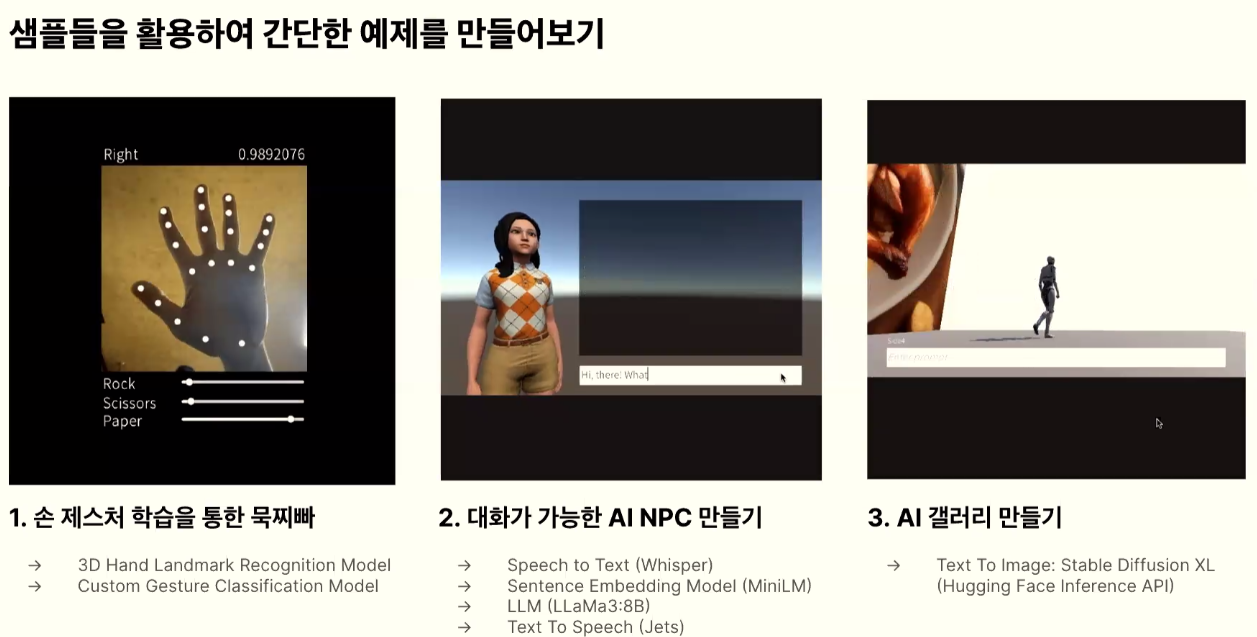 샘플들을 활용하여 간단한 예제를 만들어보기
Right 0.9892076
Rock
Scissors
Paper
Hi, there! What
Enter prompt
1. 손 제스처 학습을 통한 묵찌빠
→ 3D Hand Landmark Recognition Model
→ Custom Gesture Classification Model
2. 대화가 가능한 AI NPC 만들기
→ Speech to Text (Whisper)
→ Sentence Embedding Model (MiniLM)
→ LLM (LLaMa3:8B)
→ Text To Speech (Jets)
3. AI 갤러리 만들기
→ Text To Image: Stable Diffusion XL
(Hugging Face Inference API)